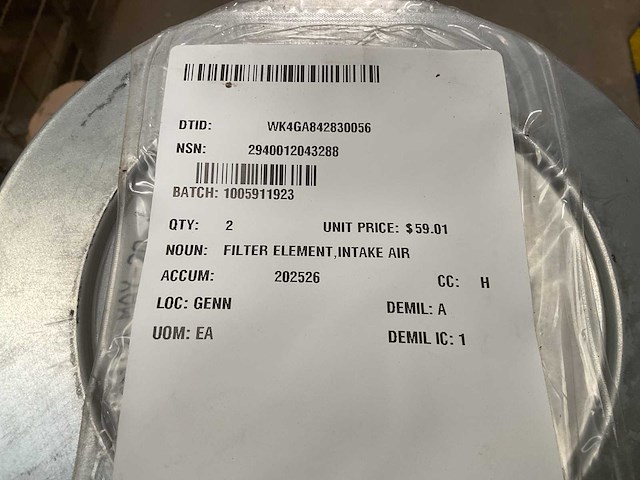 DTID: WK4GA842830056
NSN: 2940012043288
BATCH: 1005911923
QTY: 2 UNIT PRICE: $59.01
NOUN: FILTER ELEMENT,INTAKE AIR
ACCUM: 202526 CC: H
LOC: GENN DEMIL: A
UOM: EA DEMIL IC: 1